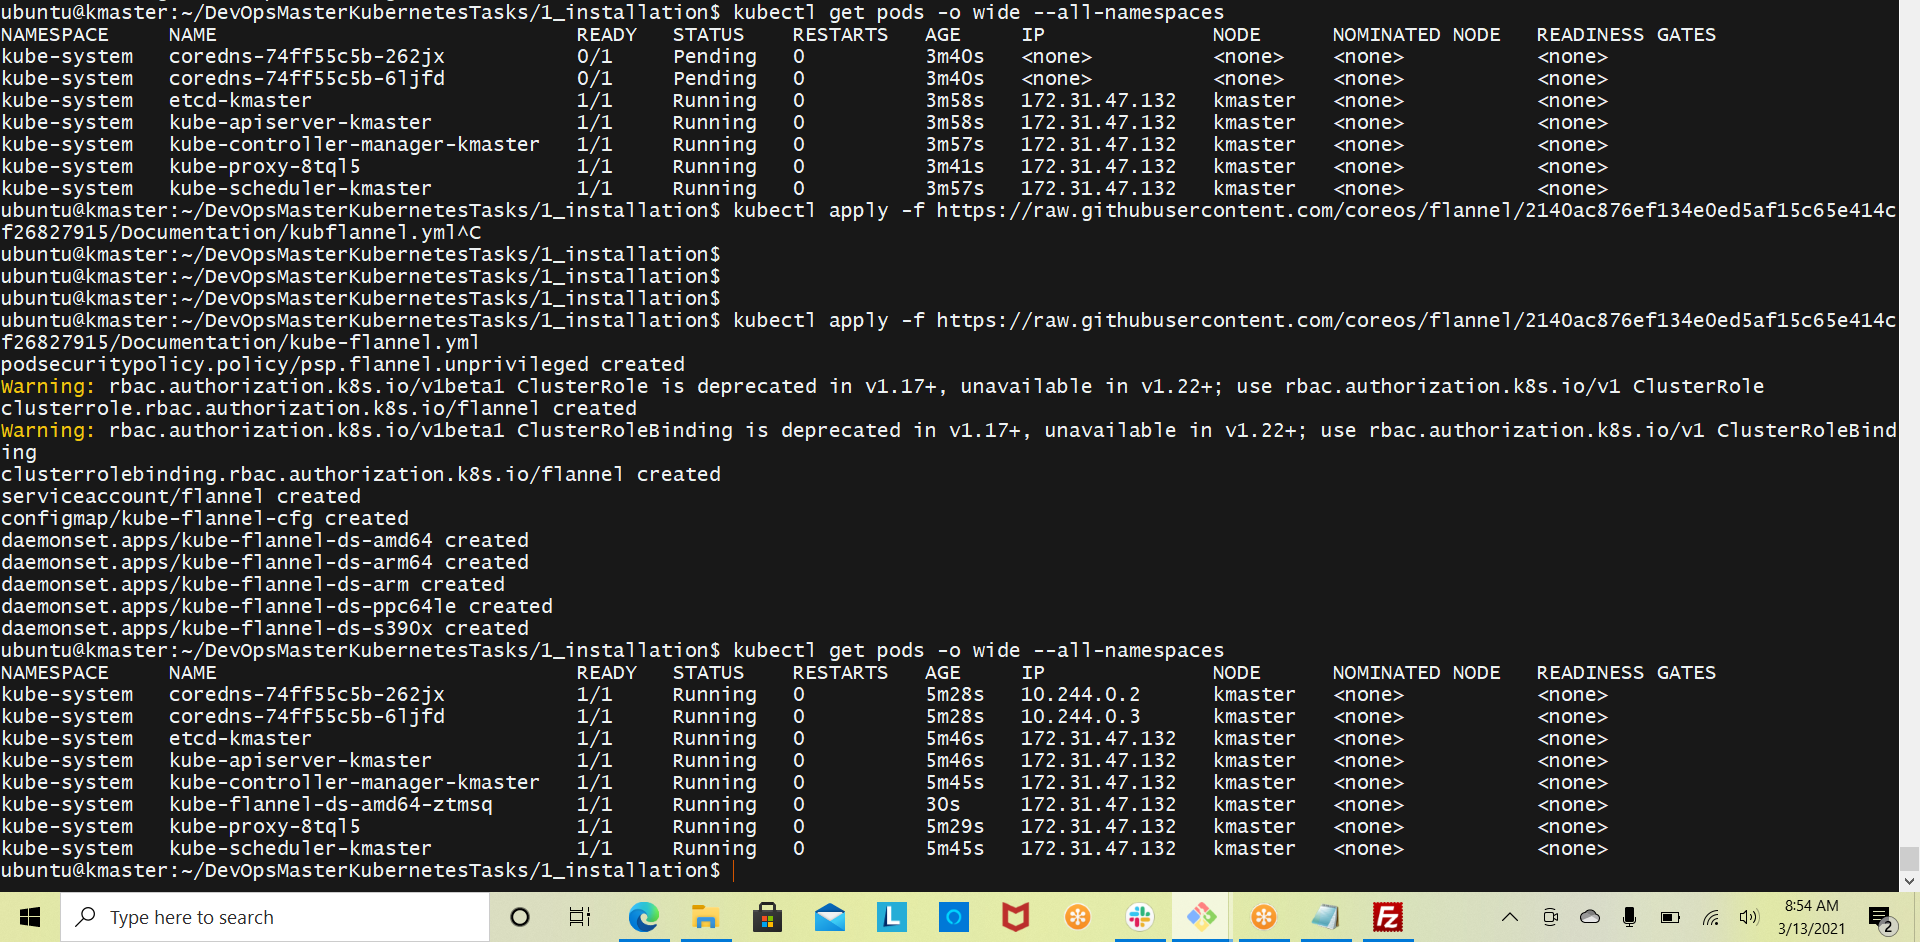 ubuntu@kmaster:~/DevOpsMasterKubernetesTasks/1_installation$ kubectl get pods -o wide --all-namespaces
NAMESPACE     NAME                              READY   STATUS    RESTARTS   AGE     IP              NODE      NOMINATED NODE   READINESS GATES
kube-system   coredns-74ff55c5b-262jx           0/1     Pending   0          3m40s   <none>          <none>    <none>           <none>
kube-system   coredns-74ff55c5b-6ljfd           0/1     Pending   0          3m40s   <none>          <none>    <none>           <none>
kube-system   etcd-kmaster                      1/1     Running   0          3m58s   172.31.47.132   kmaster   <none>           <none>
kube-system   kube-apiserver-kmaster            1/1     Running   0          3m58s   172.31.47.132   kmaster   <none>           <none>
kube-system   kube-controller-manager-kmaster   1/1     Running   0          3m57s   172.31.47.132   kmaster   <none>           <none>
kube-system   kube-proxy-8tql5                  1/1     Running   0          3m41s   172.31.47.132   kmaster   <none>           <none>
kube-system   kube-scheduler-kmaster            1/1     Running   0          3m57s   172.31.47.132   kmaster   <none>           <none>
ubuntu@kmaster:~/DevOpsMasterKubernetesTasks/1_installation$ kubectl apply -f https://raw.githubusercontent.com/coreos/flannel/2140ac876ef134e0ed5af15c65e414c
f26827915/Documentation/kubflannel.yml^C
ubuntu@kmaster:~/DevOpsMasterKubernetesTasks/1_installation$
ubuntu@kmaster:~/DevOpsMasterKubernetesTasks/1_installation$
ubuntu@kmaster:~/DevOpsMasterKubernetesTasks/1_installation$
ubuntu@kmaster:~/DevOpsMasterKubernetesTasks/1_installation$ kubectl apply -f https://raw.githubusercontent.com/coreos/flannel/2140ac876ef134e0ed5af15c65e414c
f26827915/Documentation/kube-flannel.yml
podsecuritypolicy.policy/psp.flannel.unprivileged created
Warning: rbac.authorization.k8s.io/v1beta1 ClusterRole is deprecated in v1.17+, unavailable in v1.22+; use rbac.authorization.k8s.io/v1 ClusterRole
clusterrole.rbac.authorization.k8s.io/flannel created
Warning: rbac.authorization.k8s.io/v1beta1 ClusterRoleBinding is deprecated in v1.17+, unavailable in v1.22+; use rbac.authorization.k8s.io/v1 ClusterRoleBind
ing
clusterrolebinding.rbac.authorization.k8s.io/flannel created
serviceaccount/flannel created
configmap/kube-flannel-cfg created
daemonset.apps/kube-flannel-ds-amd64 created
daemonset.apps/kube-flannel-ds-arm64 created
daemonset.apps/kube-flannel-ds-arm created
daemonset.apps/kube-flannel-ds-ppc64le created
daemonset.apps/kube-flannel-ds-s390x created
ubuntu@kmaster:~/DevOpsMasterKubernetesTasks/1_installation$ kubectl get pods -o wide --all-namespaces
NAMESPACE     NAME                              READY   STATUS    RESTARTS   AGE     IP              NODE      NOMINATED NODE   READINESS GATES
kube-system   coredns-74ff55c5b-262jx           1/1     Running   0          5m28s   10.244.0.2      kmaster   <none>           <none>
kube-system   coredns-74ff55c5b-6ljfd           1/1     Running   0          5m28s   10.244.0.3      kmaster   <none>           <none>
kube-system   etcd-kmaster                      1/1     Running   0          5m46s   172.31.47.132   kmaster   <none>           <none>
kube-system   kube-apiserver-kmaster            1/1     Running   0          5m46s   172.31.47.132   kmaster   <none>           <none>
kube-system   kube-controller-manager-kmaster   1/1     Running   0          5m45s   172.31.47.132   kmaster   <none>           <none>
kube-system   kube-flannel-ds-amd64-ztmsq       1/1     Running   0          30s     172.31.47.132   kmaster   <none>           <none>
kube-system   kube-proxy-8tql5                  1/1     Running   0          5m29s   172.31.47.132   kmaster   <none>           <none>
kube-system   kube-scheduler-kmaster            1/1     Running   0          5m45s   172.31.47.132   kmaster   <none>           <none>
ubuntu@kmaster:~/DevOpsMasterKubernetesTasks/1_installation$
Type here to search
L
Fz
8:54 AM
3/13/2021
2